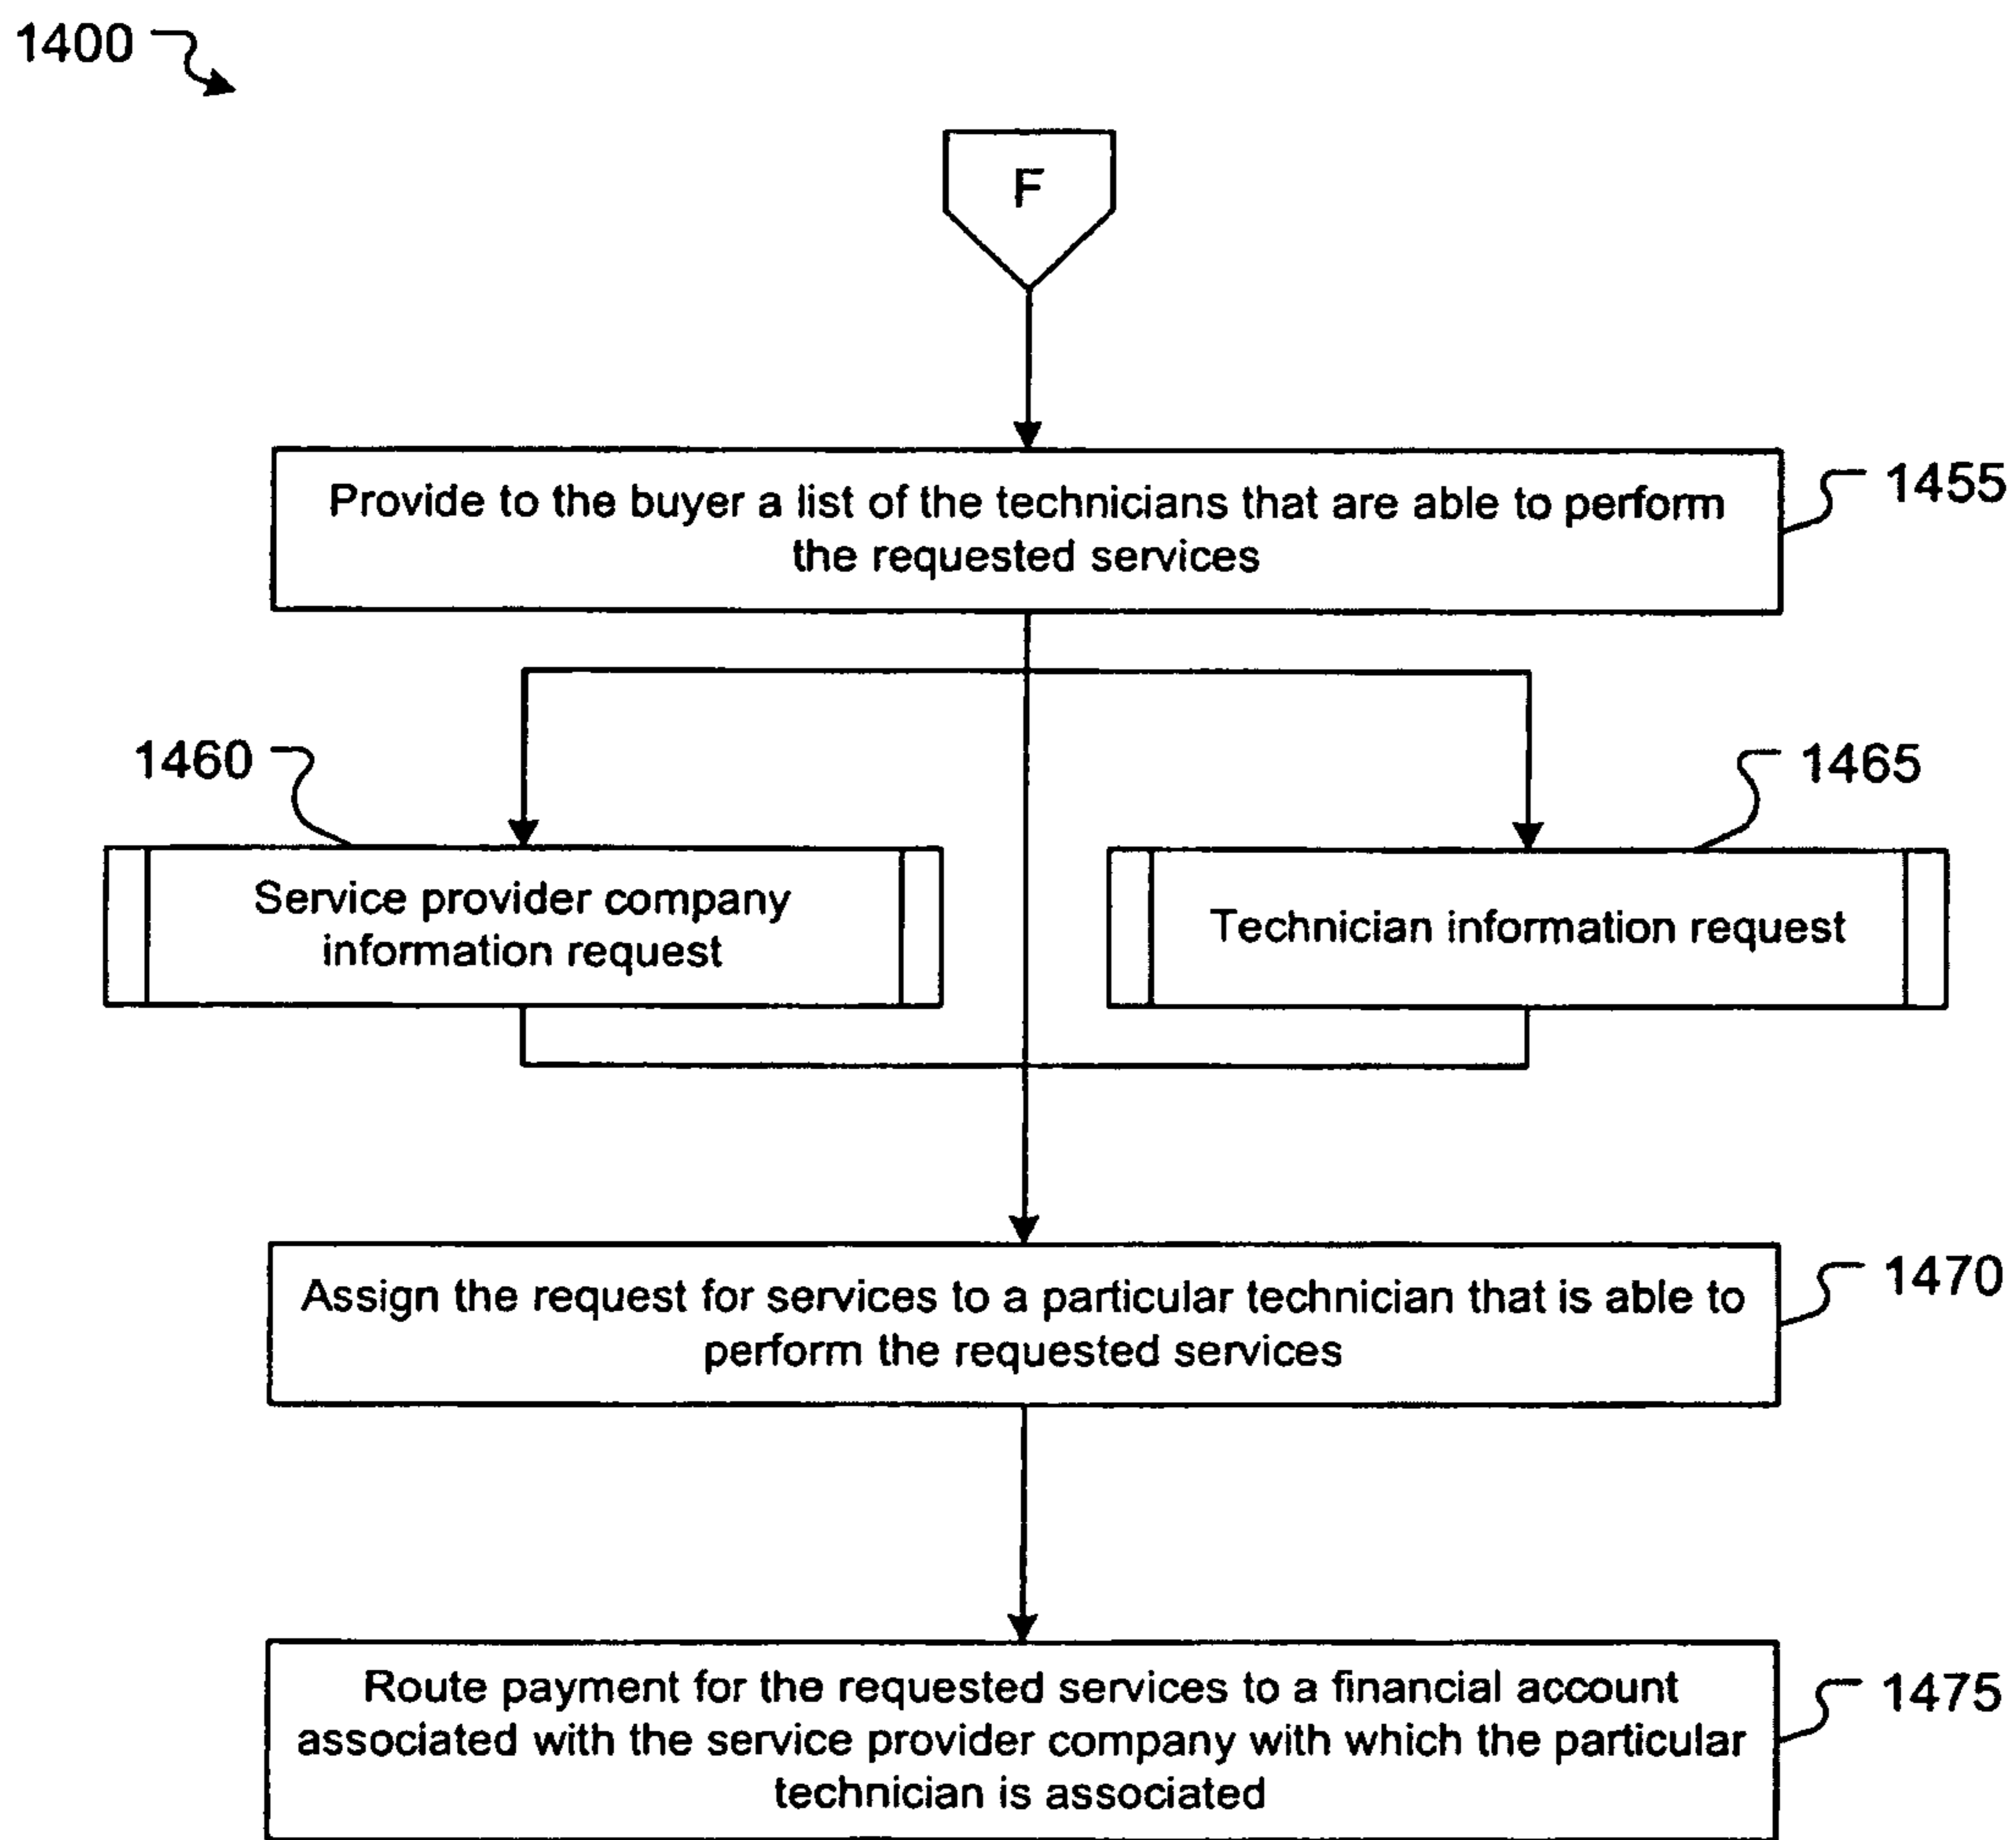 1400
F
Provide to the buyer a list of the technicians that are able to perform
the requested services
1455
1460
1465
Service provider company
information request
Technician information request
Assign the request for services to a particular technician that is able to
perform the requested services
1470
Route payment for the requested services to a financial account
associated with the service provider company with which the particular
technician is associated
1475